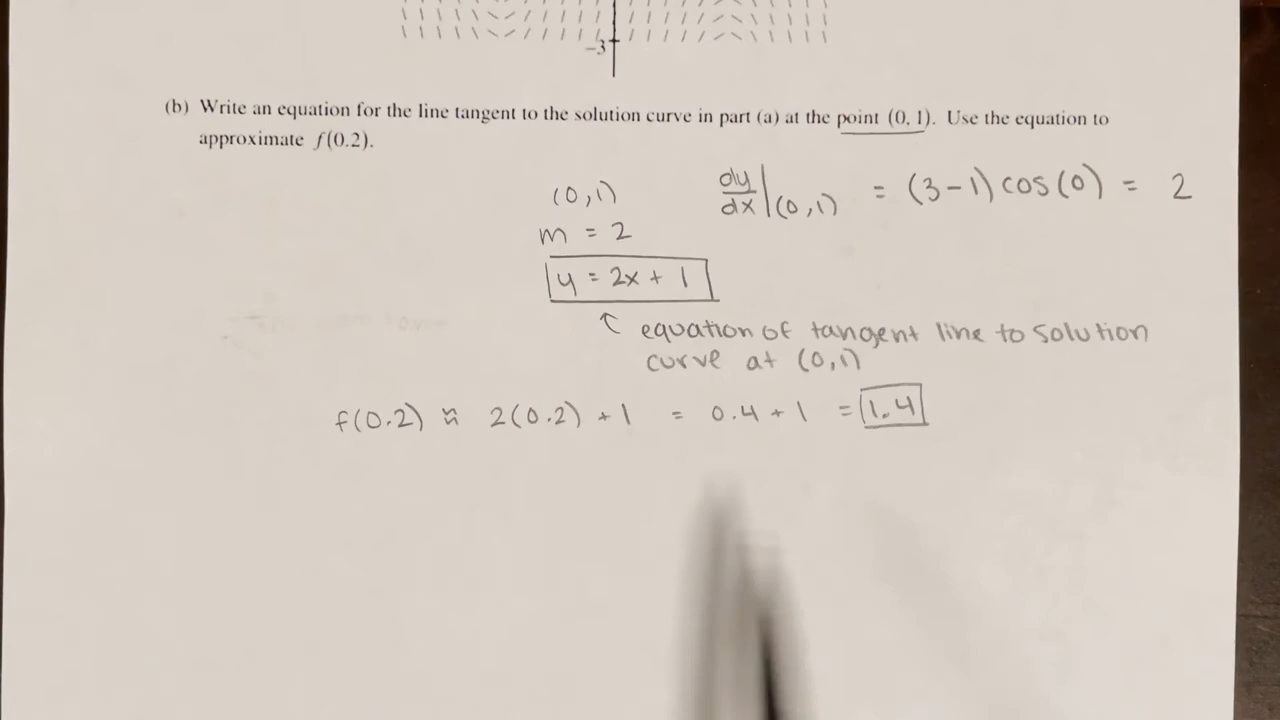 -3
(b) Write an equation for the line tangent to the solution curve in part (a) at the point (0, 1). Use the equation to
approximate f(0.2).
(0,1)
m = 2
y = 2x + 1
dy/dx|(0,1) = (3-1) cos(0) = 2
equation of tangent line to solution
curve at (0,1)
f(0.2) ≈ 2(0.2) + 1 = 0.4 + 1 = 1.4